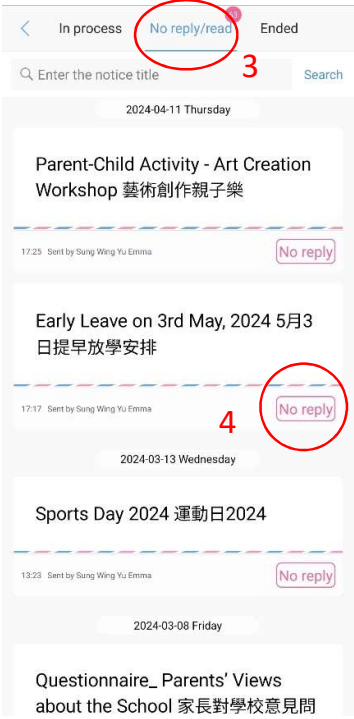 In process No reply/read Ended
3
Enter the notice title Search
2024-04-11 Thursday
Parent-Child Activity - Art Creation
Workshop 藝術創作親子樂
17:25 Sent by Sung Wing Yu Emma No reply
Early Leave on 3rd May, 2024 5月3
日提早放學安排
17:17 Sent by Sung Wing Yu Emma No reply
4
2024-03-13 Wednesday
Sports Day 2024 運動日2024
13:23 Sent by Sung Wing Yu Emma No reply
2024-03-08 Friday
Questionnaire_ Parents' Views
about the School 家長對學校意見問